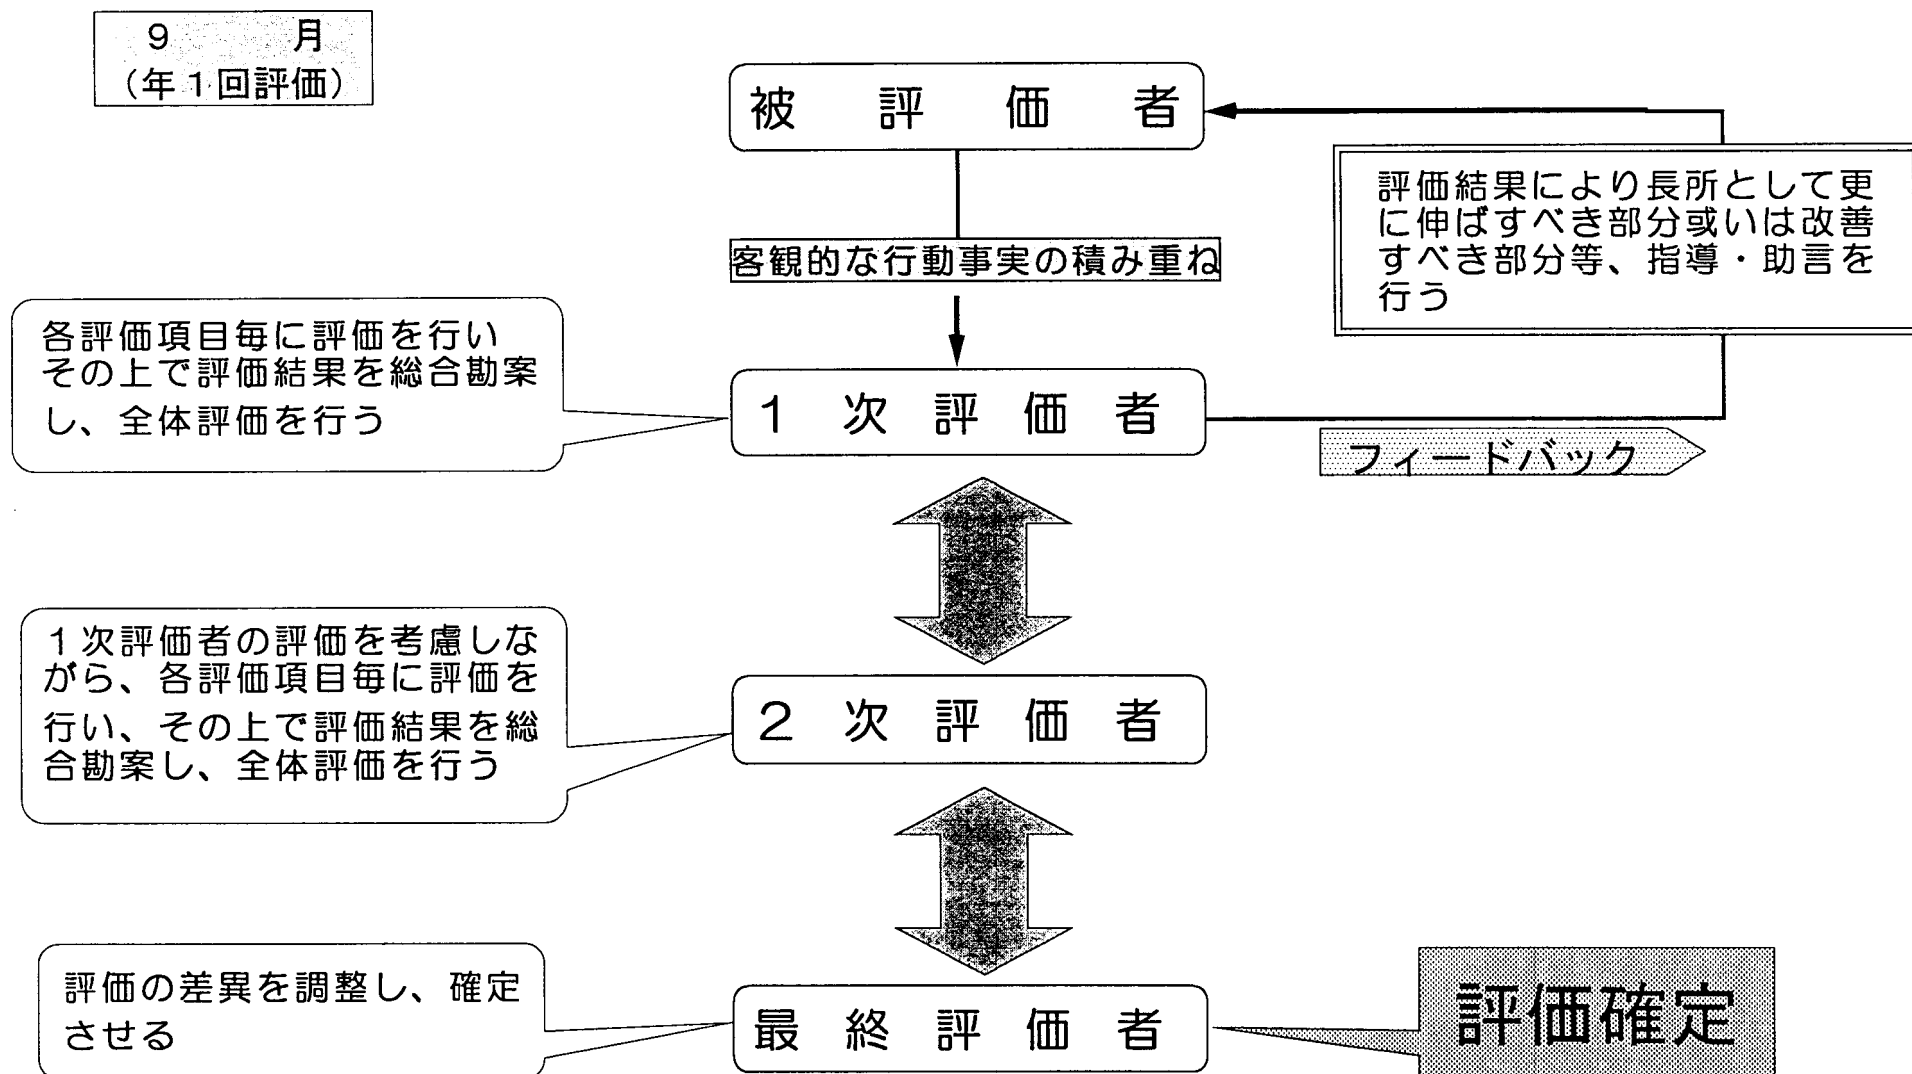 9 月
(年1回評価)
被評価者
評価結果により長所として更
に伸ばすべき部分或いは改善
すべき部分等、指導・助言を
行う
客観的な行動事実の積み重ね
各評価項目毎に評価を行い
その上で評価結果を総合勘案
し、全体評価を行う
1次評価者
フィードバック
1次評価者の評価を考慮しな
がら、各評価項目毎に評価を
行い、その上で評価結果を総
合勘案し、全体評価を行う
2次評価者
評価の差異を調整し、確定
させる
最終評価者
評価確定